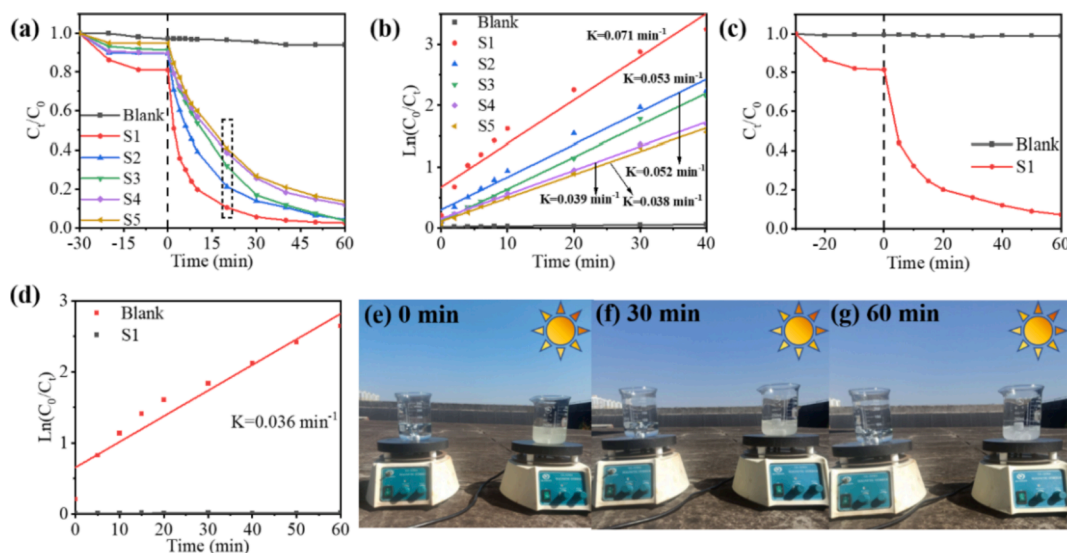 (a)
C_t/C_0
1.0
0.8
0.6
0.4
0.2
0.0
Blank
S1
S2
S3
S4
S5
-30 -20 -10 0 10 20 30 40 50 60
Time (min)
(b)
Ln(C_0/C_t)
3
2
1
0
Blank
S1
S2
S3
S4
S5
K=0.071 min⁻¹
K=0.053 min⁻¹
K=0.052 min⁻¹
K=0.039 min⁻¹
K=0.038 min⁻¹
0 10 20 30 40
Time (min)
(c)
C_t/C_0
1.0
0.8
0.6
0.4
0.2
0.0
Blank
S1
-20 0 20 40 60
Time (min)
(d)
Ln(C_0/C_t)
3
2
1
0
Blank
S1
K=0.036 min⁻¹
0 10 20 30 40 50 60
Time (min)
(e) 0 min
(f) 30 min
(g) 60 min